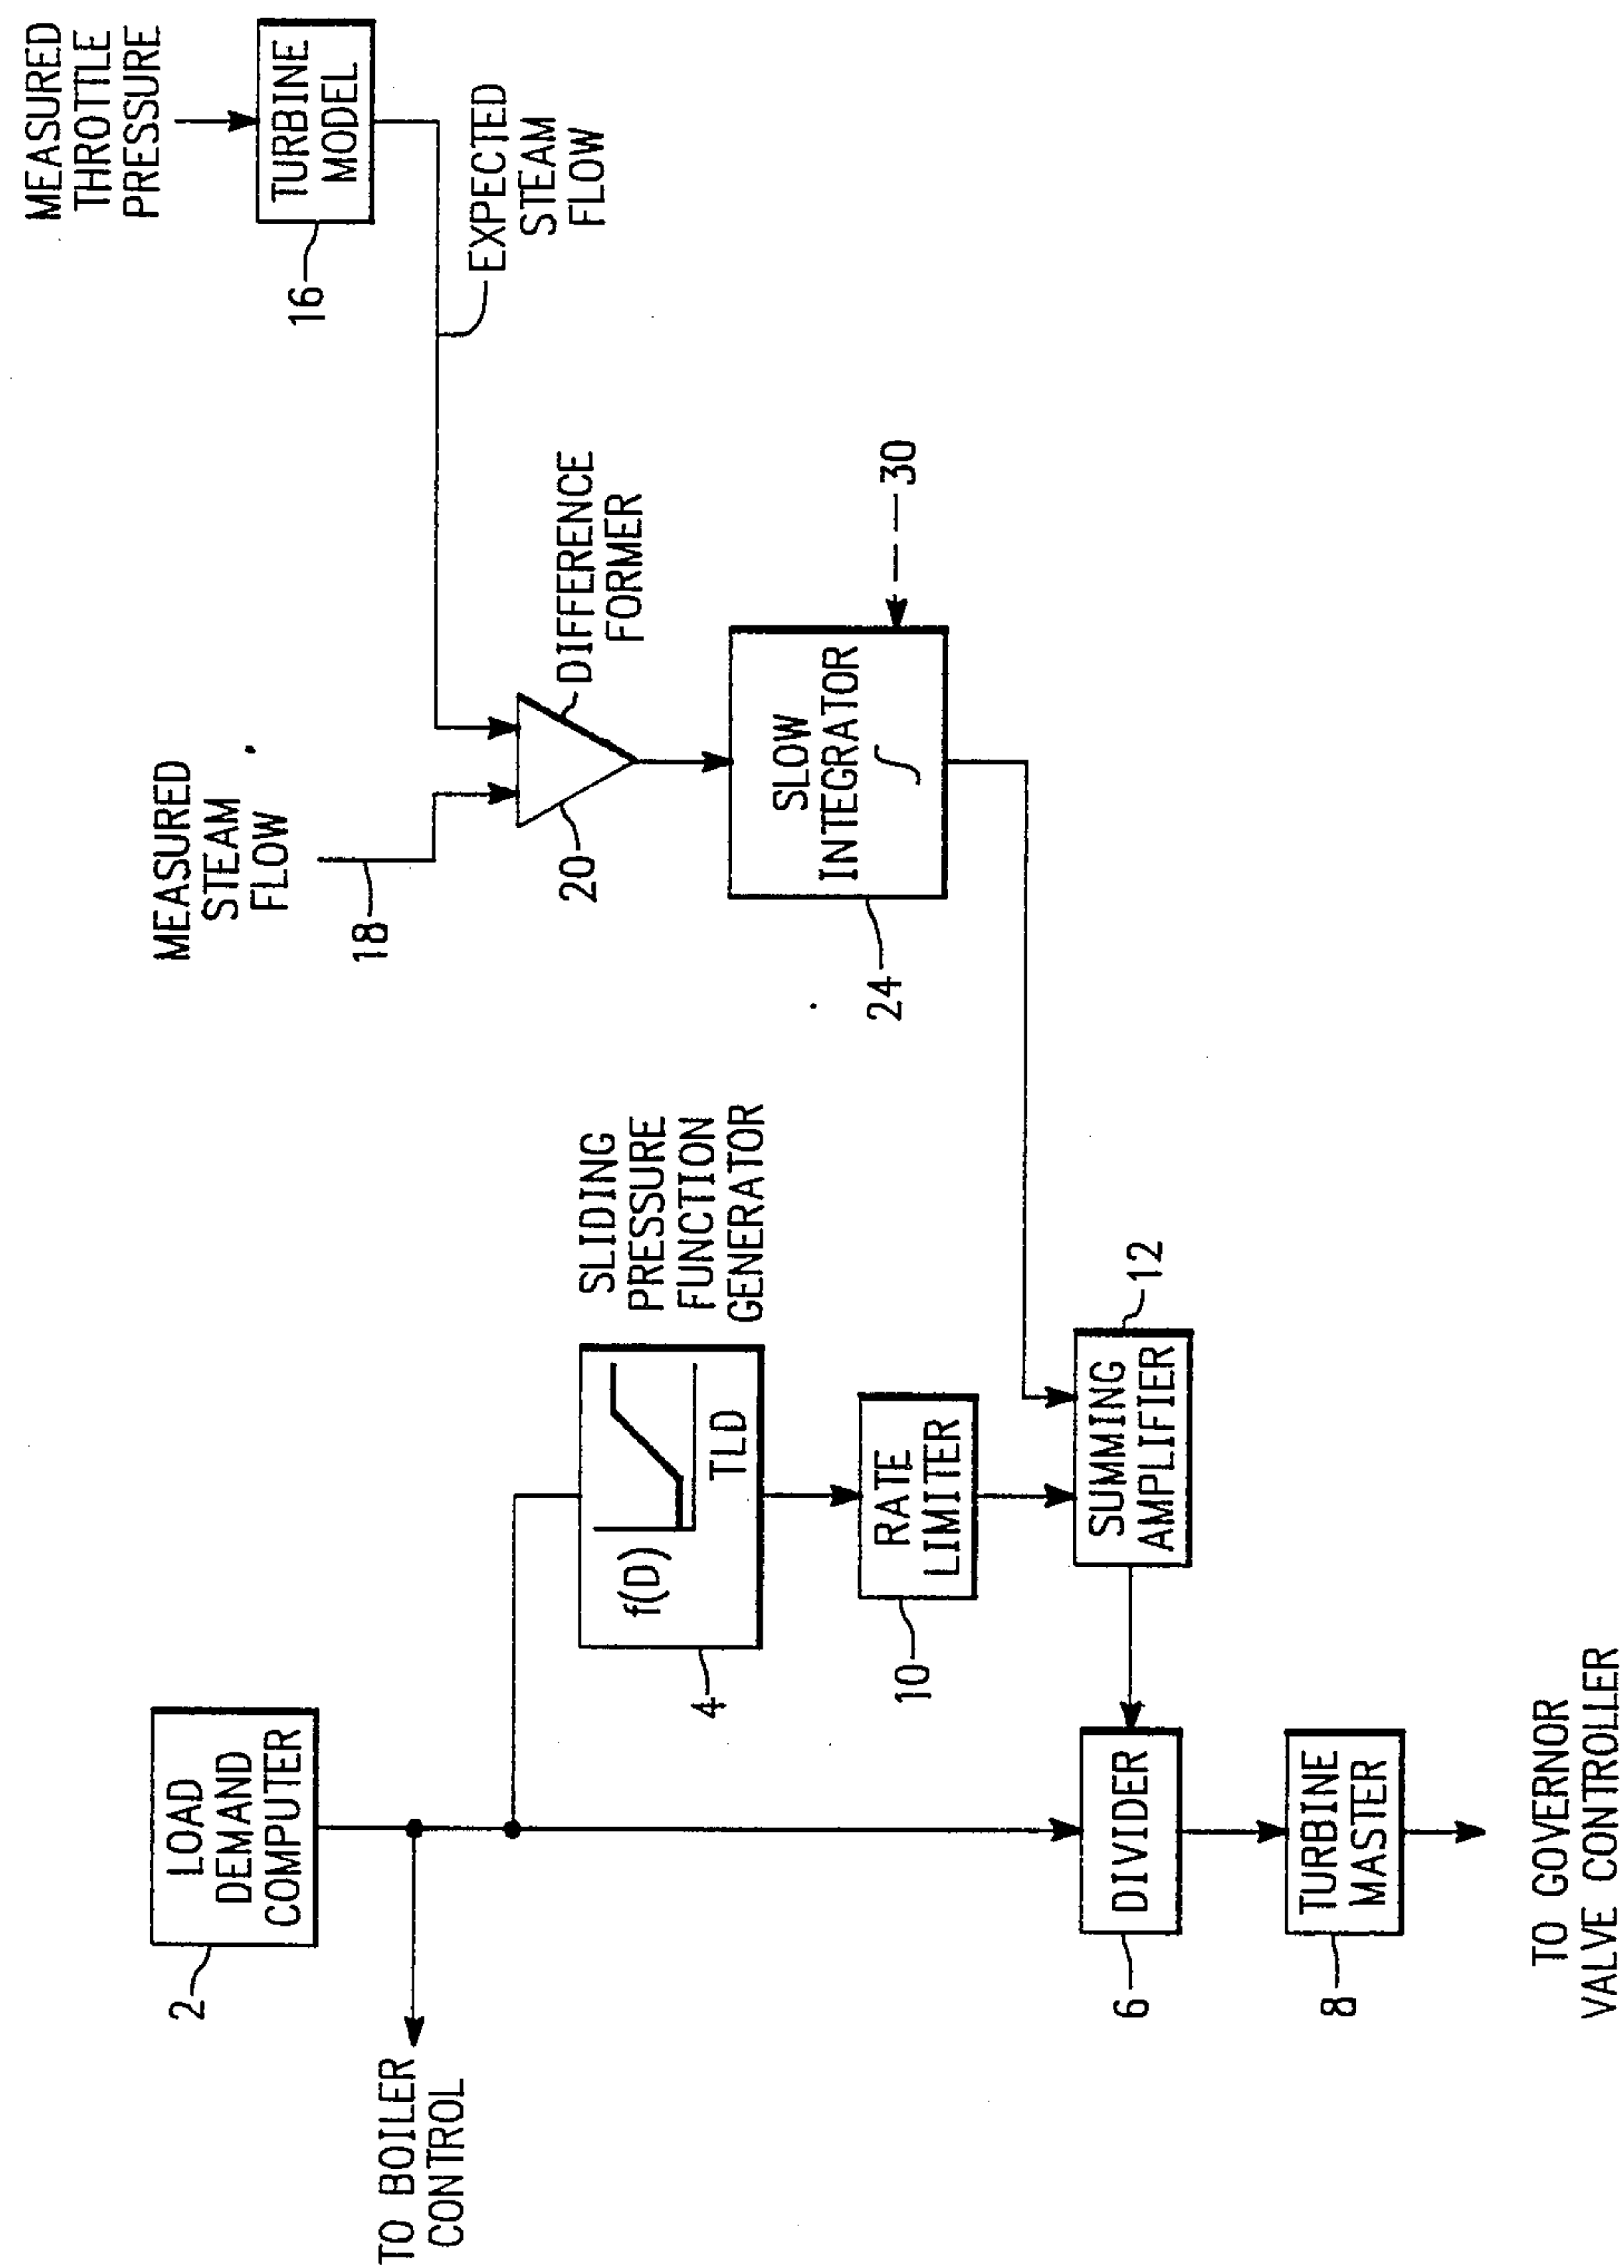 MEASURED
THROTTLE
PRESSURE
TURBINE
MODEL
16
EXPECTED
STEAM
FLOW
MEASURED
STEAM
FLOW
18
20
DIFFERENCE
FORMER
SLOW
INTEGRATOR
∫
24
30
LOAD
DEMAND
COMPUTER
2
TO BOILER
CONTROL
SLIDING
PRESSURE
FUNCTION
GENERATOR
f(D)
TLD
4
RATE
LIMITER
10
SUMMING
AMPLIFIER
12
DIVIDER
6
TURBINE
MASTER
8
TO GOVERNOR
VALVE CONTROLLER